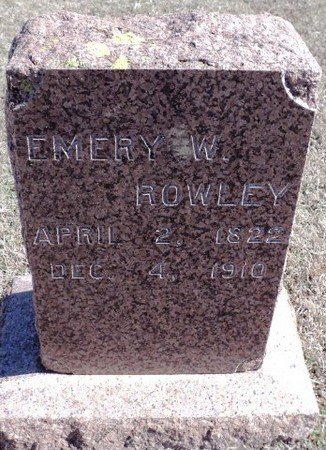 EMERY W.
ROWLEY
APRIL 2, 1822
DEC. 4, 1910